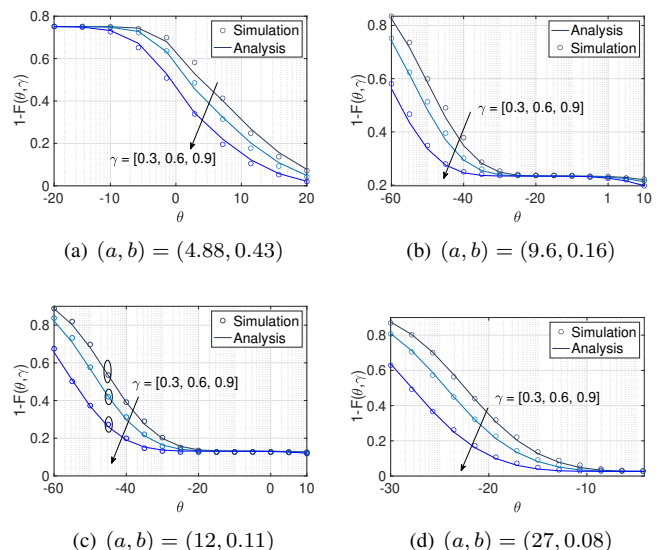 0.8
0.6
0.4
0.2
0
-20 -10 0 10 20
θ
1-F(θ,γ)
Simulation
Analysis
γ = [0.3, 0.6, 0.9]
(a) (a, b) = (4.88, 0.43)
0.8
0.6
0.4
0.2
-60 -40 -20 1 10
θ
1-F(θ,γ)
Analysis
Simulation
γ = [0.3, 0.6, 0.9]
(b) (a, b) = (9.6, 0.16)
0.8
0.6
0.4
0.2
0
-60 -40 -20 0 10
θ
1-F(θ,γ)
Simulation
Analysis
γ = [0.3, 0.6, 0.9]
(c) (a, b) = (12, 0.11)
0.8
0.6
0.4
0.2
0
-30 -20 -10
θ
1-F(θ,γ)
Simulation
Analysis
γ = [0.3, 0.6, 0.9]
(d) (a, b) = (27, 0.08)